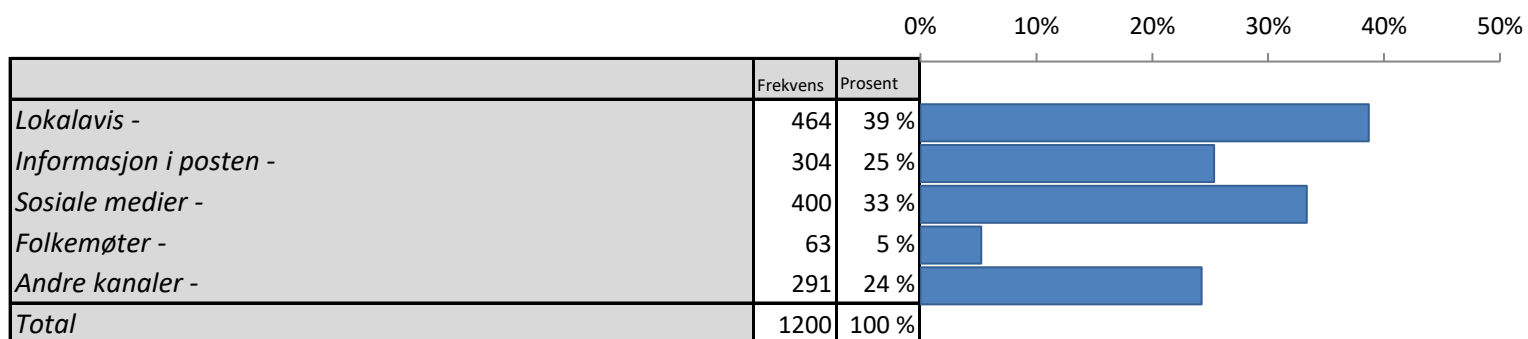 0% 10% 20% 30% 40% 50%
Frekvens Prosent
Lokalavis - 464 39 %
Informasjon i posten - 304 25 %
Sosiale medier - 400 33 %
Folkemøter - 63 5 %
Andre kanaler - 291 24 %
Total 1200 100 %